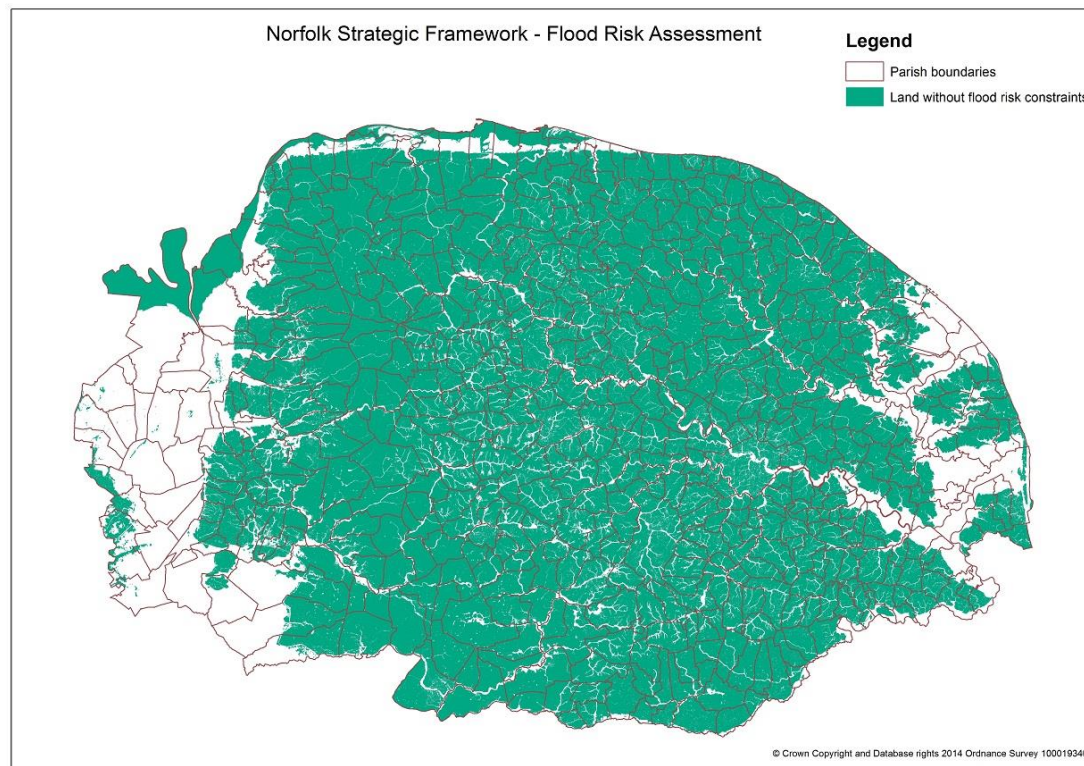 Norfolk Strategic Framework - Flood Risk Assessment
Legend
Parish boundaries
Land without flood risk constraints
© Crown Copyright and Database rights 2014 Ordnance Survey 100019340